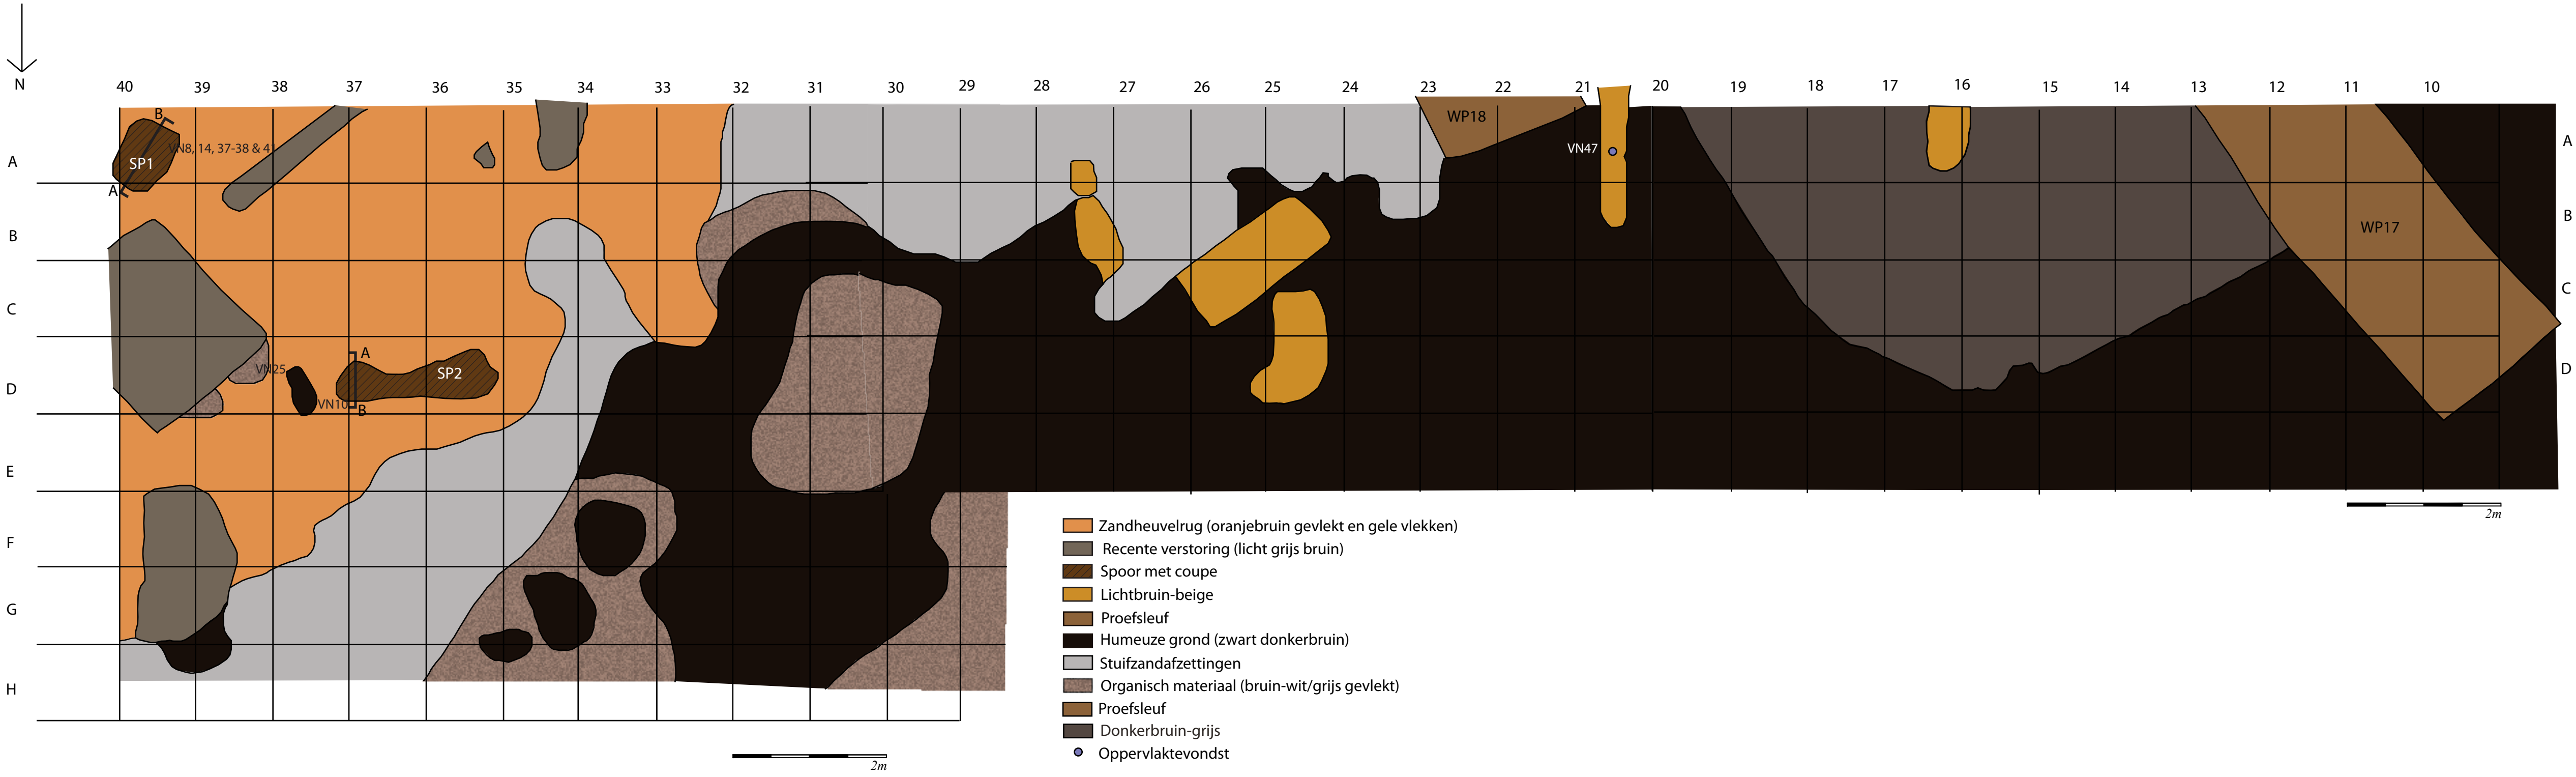 N
40 39 38 37 36 35 34 33 32 31 30 29 28 27 26 25 24 23 22 21 20 19 18 17 16 15 14 13 12 11 10
B
WP18
A SP1 VN8, 14, 37-38 & 41 VN47 A
A
B WP17 B
C C
A
VN25 SP2 D
D VN10 B
E
2m
F
G
H
Zandheuvelrug (oranjebruin gevlekt en gele vlekken)
Recente verstoring (licht grijs bruin)
Spoor met coupe
Lichtbruin-beige
Proefsleuf
Humeuze grond (zwart donkerbruin)
Stuifzandafzettingen
Organisch materiaal (bruin-wit/grijs gevlekt)
Proefsleuf
Donkerbruin-grijs
Oppervlaktevondst
2m